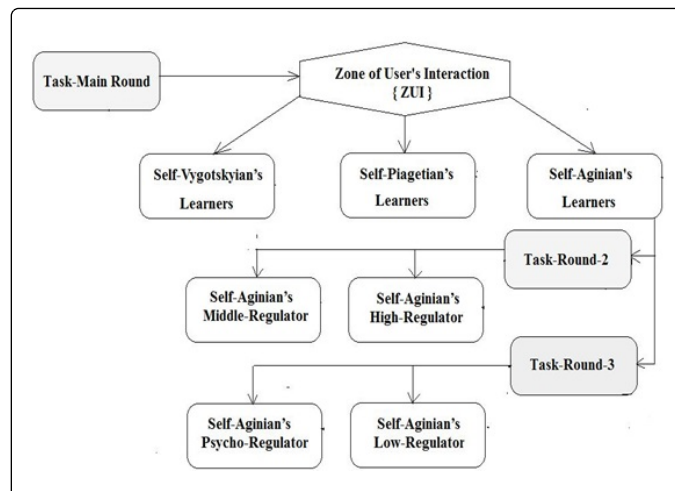 Task-Main Round
Zone of User's Interaction
{ ZUI }
Self-Vygotskyian's
Learners
Self-Piagetian's
Learners
Self-Aginian's
Learners
Task-Round-2
Self-Aginian's
Middle-Regulator
Self-Aginian's
High-Regulator
Task-Round-3
Self-Aginian's
Psycho-Regulator
Self-Aginian's
Low-Regulator